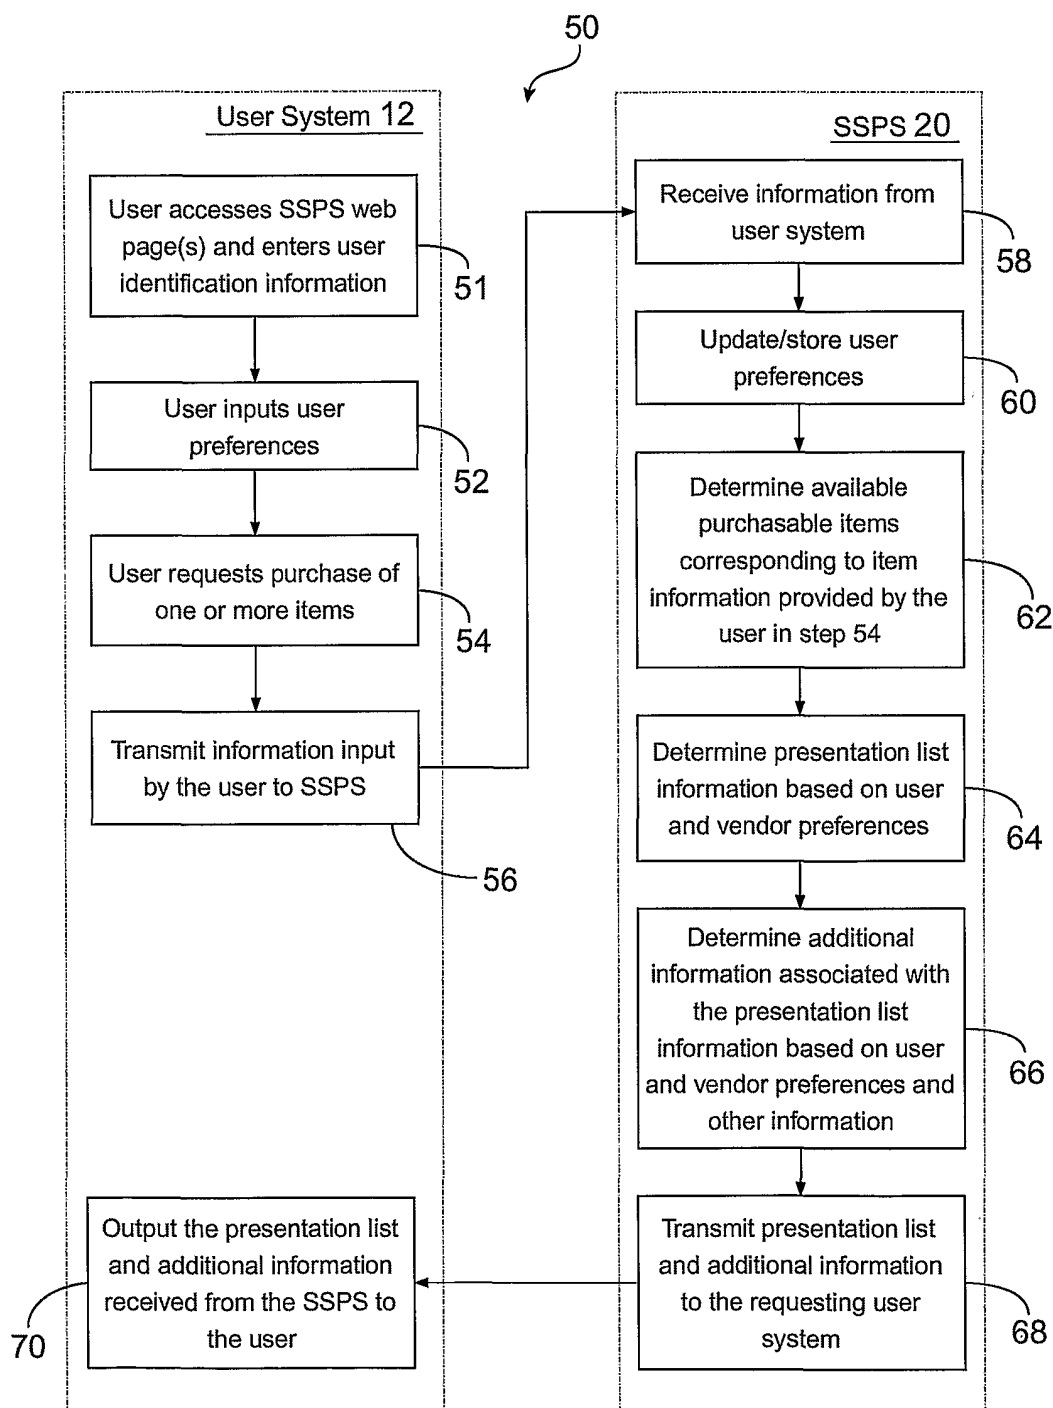 50
User System 12
User accesses SSPS web
page(s) and enters user
identification information
51
User inputs user
preferences
52
User requests purchase of
one or more items
54
Transmit information input
by the user to SSPS
56
SSPS 20
Receive information from
user system
58
Update/store user
preferences
60
Determine available
purchasable items
corresponding to item
information provided by the
user in step 54
62
Determine presentation list
information based on user
and vendor preferences
64
Determine additional
information associated with
the presentation list
information based on user
and vendor preferences and
other information
66
Transmit presentation list
and additional information
to the requesting user
system
68
Output the presentation list
and additional information
received from the SSPS to
the user
70